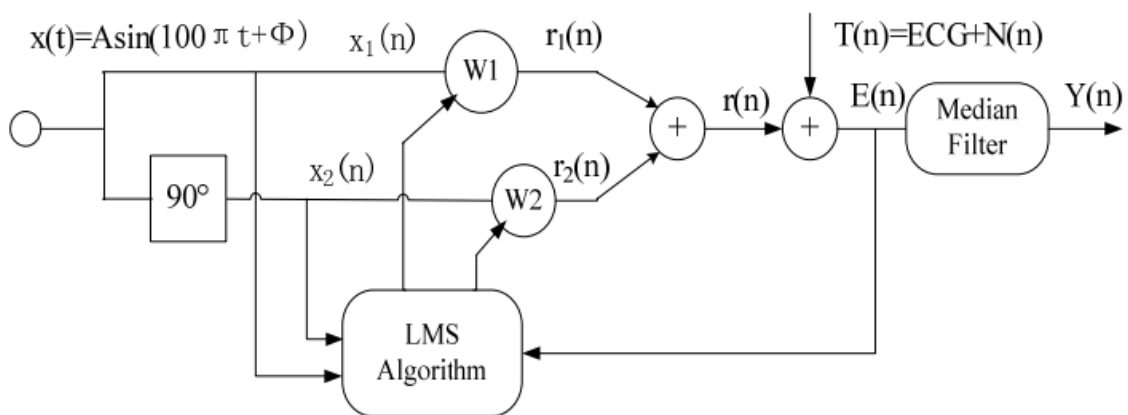 x(t)=Asin(100πt+Φ)
x₁(n)
W1
r₁(n)
T(n)=ECG+N(n)
+
r(n)
+
E(n)
Median
Filter
Y(n)
90°
x₂(n)
W2
r₂(n)
LMS
Algorithm